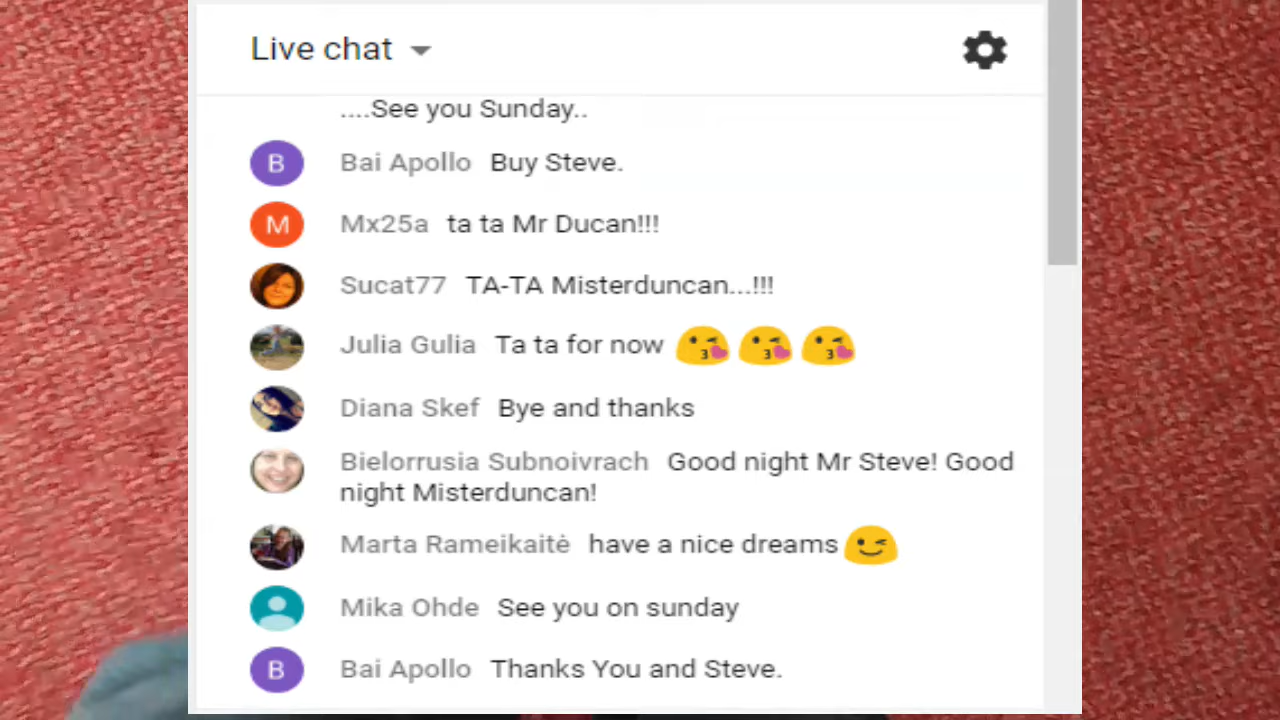 Live chat
....See you Sunday..
B Bai Apollo Buy Steve.
M Mx25a ta ta Mr Ducan!!!
Sucat77 TA-TA Misterduncan...!!!
Julia Gulia Ta ta for now 😘😘😘
Diana Skef Bye and thanks
Bielorrusia Subnoivrach Good night Mr Steve! Good
night Misterduncan!
Marta Rameikaitė have a nice dreams 😉
Mika Ohde See you on sunday
B Bai Apollo Thanks You and Steve.